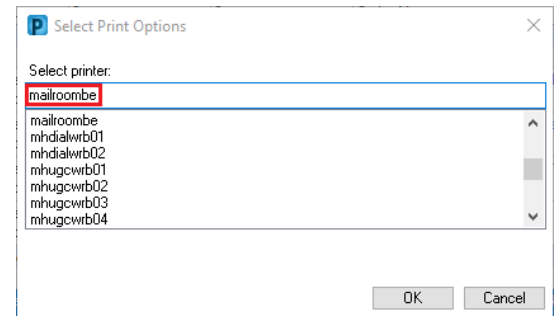 Select Print Options
Select printer:
mailroombe
mailroombe
mhdialwrb01
mhdialwrb02
mhugcwrb01
mhugcwrb02
mhugcwrb03
mhugcwrb04
OK Cancel